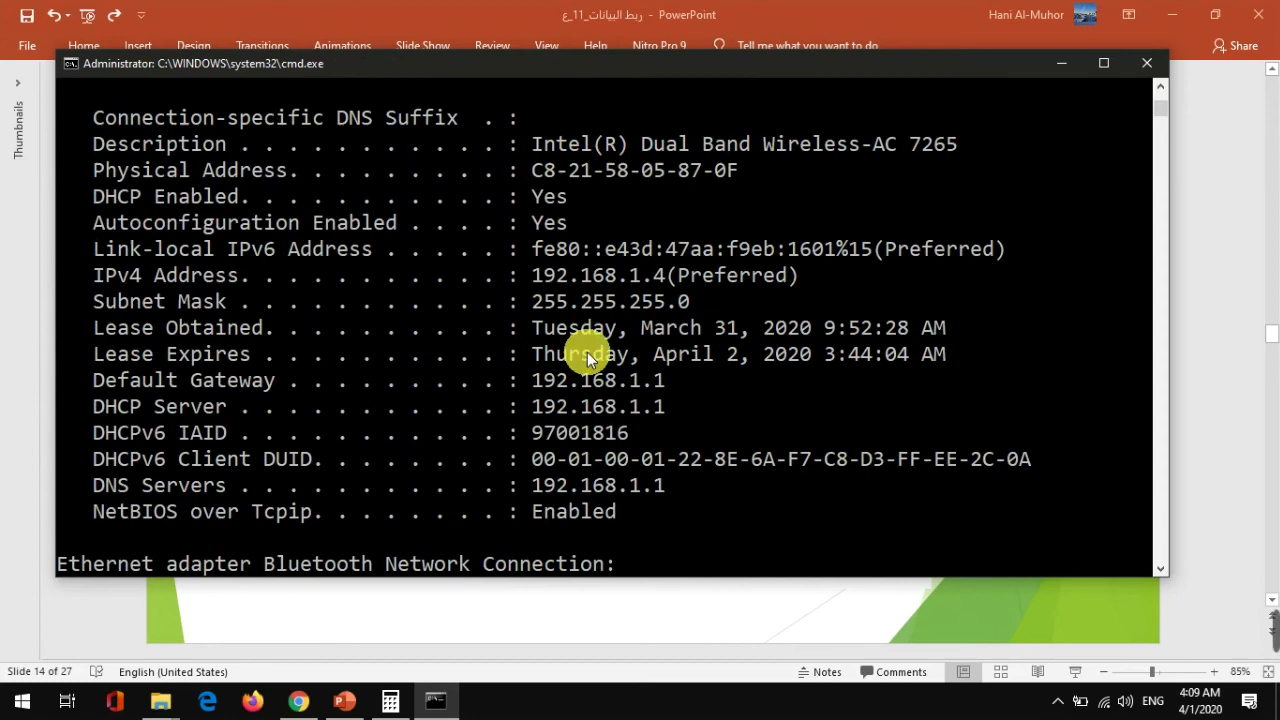 ربط البيانات_11_ع - PowerPoint
Hani Al-Muhor
File Home Insert Design Transitions Animations Slide Show Review View Help Nitro Pro 9 Tell me what you want to do Share
Administrator: C:\WINDOWS\system32\cmd.exe
Thumbnails
Connection-specific DNS Suffix . :
Description . . . . . . . . . . . : Intel(R) Dual Band Wireless-AC 7265
Physical Address. . . . . . . . . : C8-21-58-05-87-0F
DHCP Enabled. . . . . . . . . . . : Yes
Autoconfiguration Enabled . . . . : Yes
Link-local IPv6 Address . . . . . : fe80::e43d:47aa:f9eb:1601%15(Preferred)
IPv4 Address. . . . . . . . . . . : 192.168.1.4(Preferred)
Subnet Mask . . . . . . . . . . . : 255.255.255.0
Lease Obtained. . . . . . . . . . : Tuesday, March 31, 2020 9:52:28 AM
Lease Expires . . . . . . . . . . : Thursday, April 2, 2020 3:44:04 AM
Default Gateway . . . . . . . . . : 192.168.1.1
DHCP Server . . . . . . . . . . . : 192.168.1.1
DHCPv6 IAID . . . . . . . . . . . : 97001816
DHCPv6 Client DUID. . . . . . . . : 00-01-00-01-22-8E-6A-F7-C8-D3-FF-EE-2C-0A
DNS Servers . . . . . . . . . . . : 192.168.1.1
NetBIOS over Tcpip. . . . . . . . : Enabled
Ethernet adapter Bluetooth Network Connection:
Slide 14 of 27 English (United States) Notes Comments 85%
ENG 4:09 AM
4/1/2020